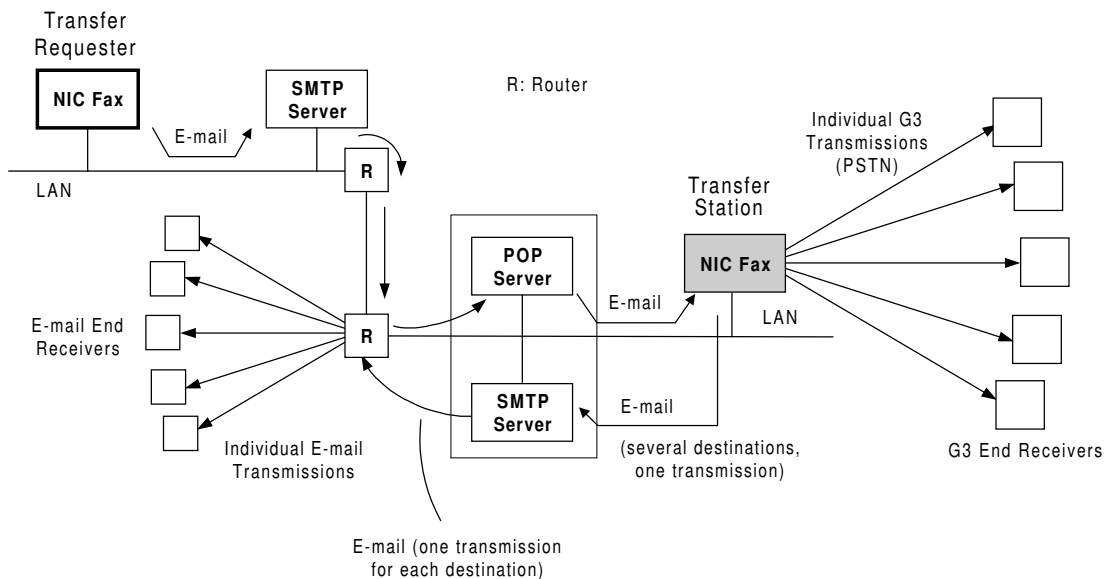 Transfer
Requester
NIC Fax
E-mail
SMTP
Server
R: Router
R
LAN
Individual G3
Transmissions
(PSTN)
Transfer
Station
NIC Fax
POP
Server
E-mail
LAN
E-mail End
Receivers
R
SMTP
Server
E-mail
(several destinations,
one transmission)
G3 End Receivers
Individual E-mail
Transmissions
E-mail (one transmission
for each destination)